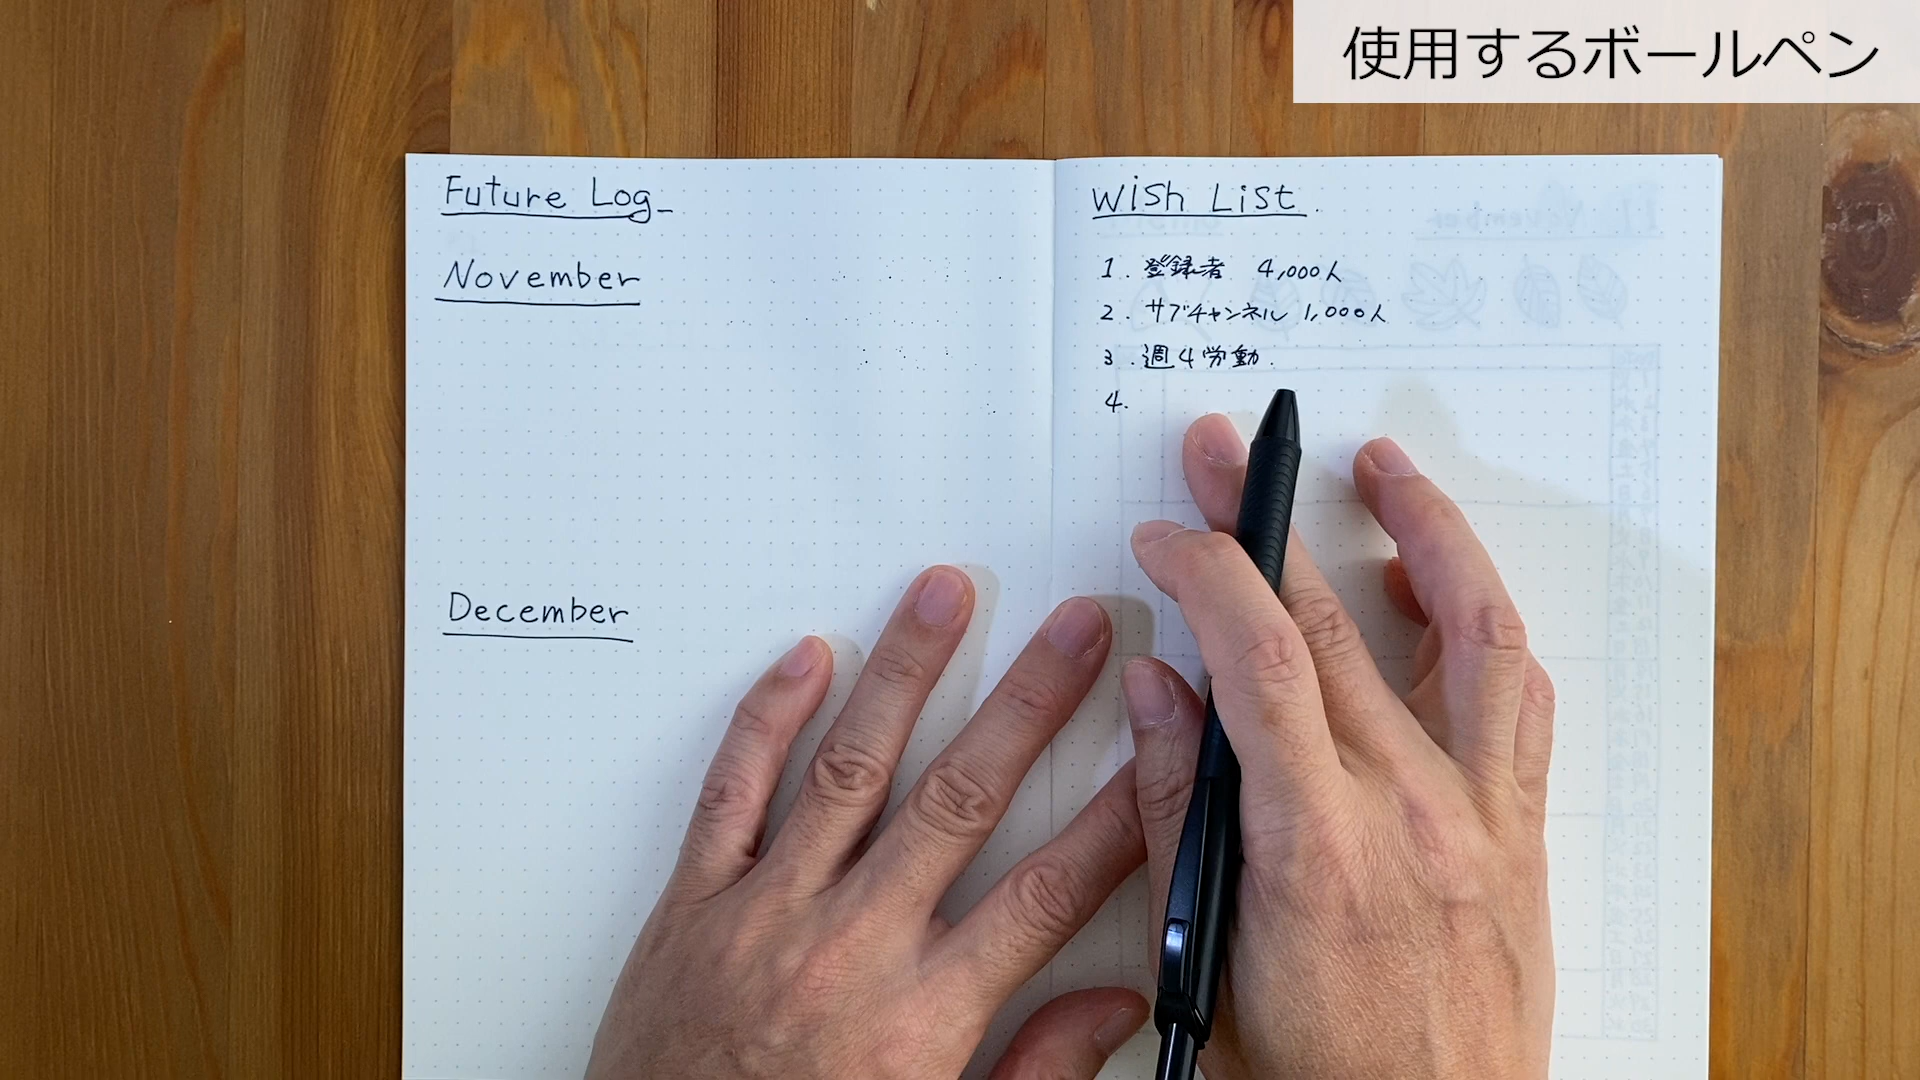 使用するボールペン
Future Log
November
December
Wish List.
1. 登録者 4,000人
2. サブチャンネル 1,000人
3. 週4労働.
4.